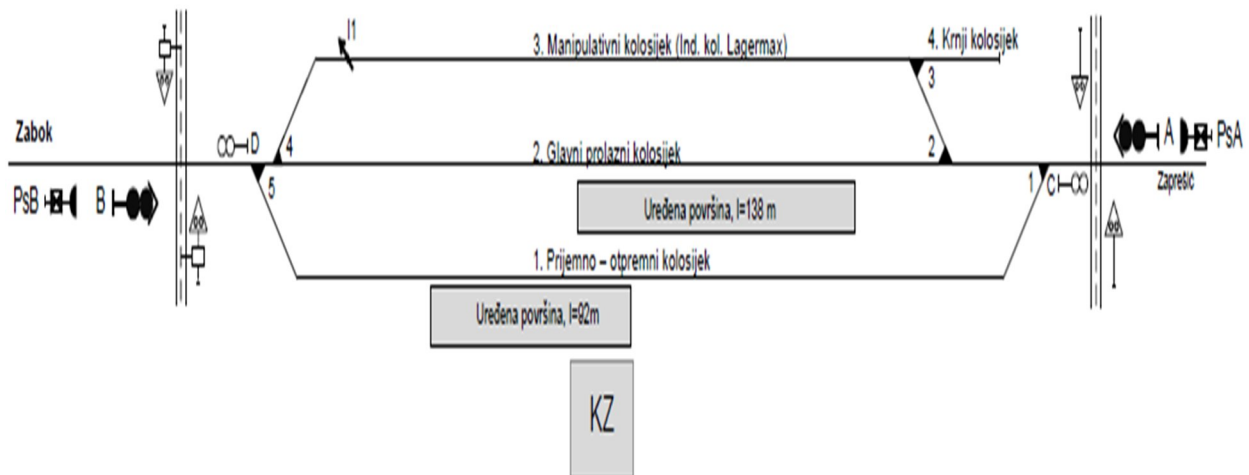 I1
3. Manipulativni kolosijek (Ind. kol. Lagermax)
4. Krnji kolosijek
3
Zabok
D
4
2. Glavni prolazni kolosijek
2
A
PsA
PsB
B
5
1
C
Zaprešić
Uređena površina, l=138 m
1. Prijemno – otpremni kolosijek
Uređena površina, l=92m
KZ